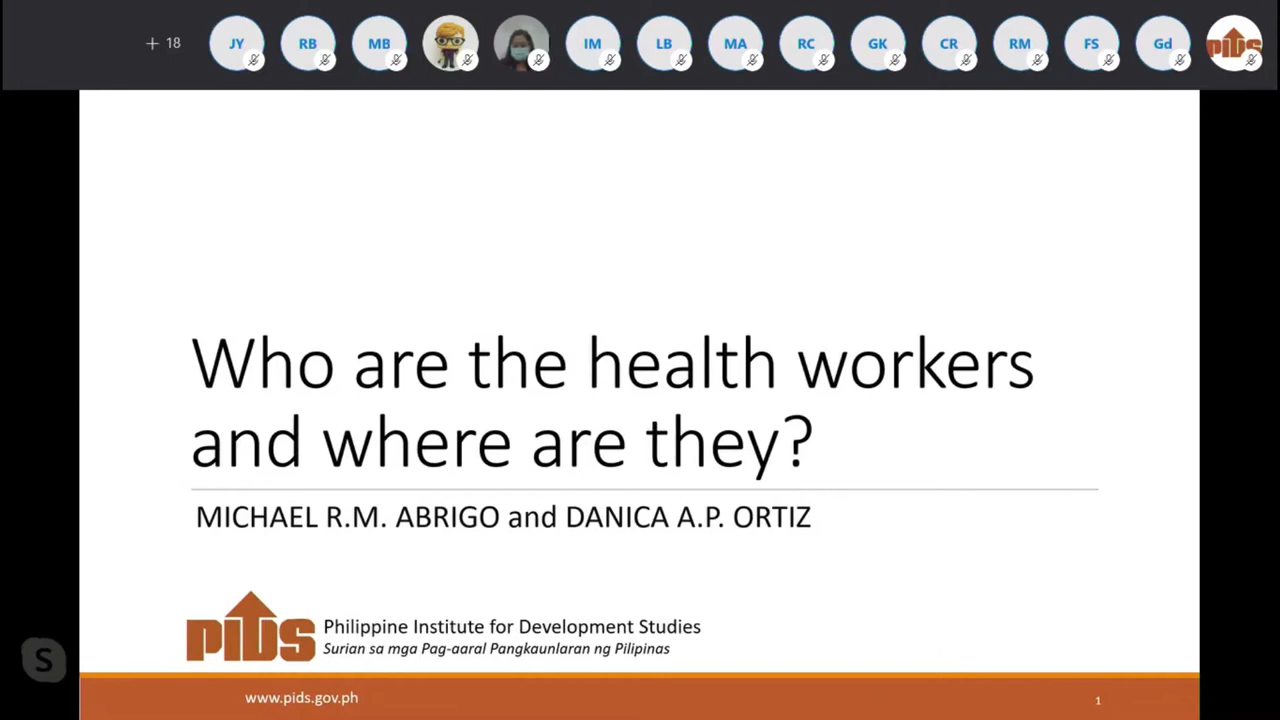 + 18
JY
RB
MB
IM
LB
MA
RC
GK
CR
RM
FS
Gd
PIDS
Who are the health workers
and where are they?
MICHAEL R.M. ABRIGO and DANICA A.P. ORTIZ
PIDS
Philippine Institute for Development Studies
Surian sa mga Pag-aaral Pangkaunlaran ng Pilipinas
S
www.pids.gov.ph
1